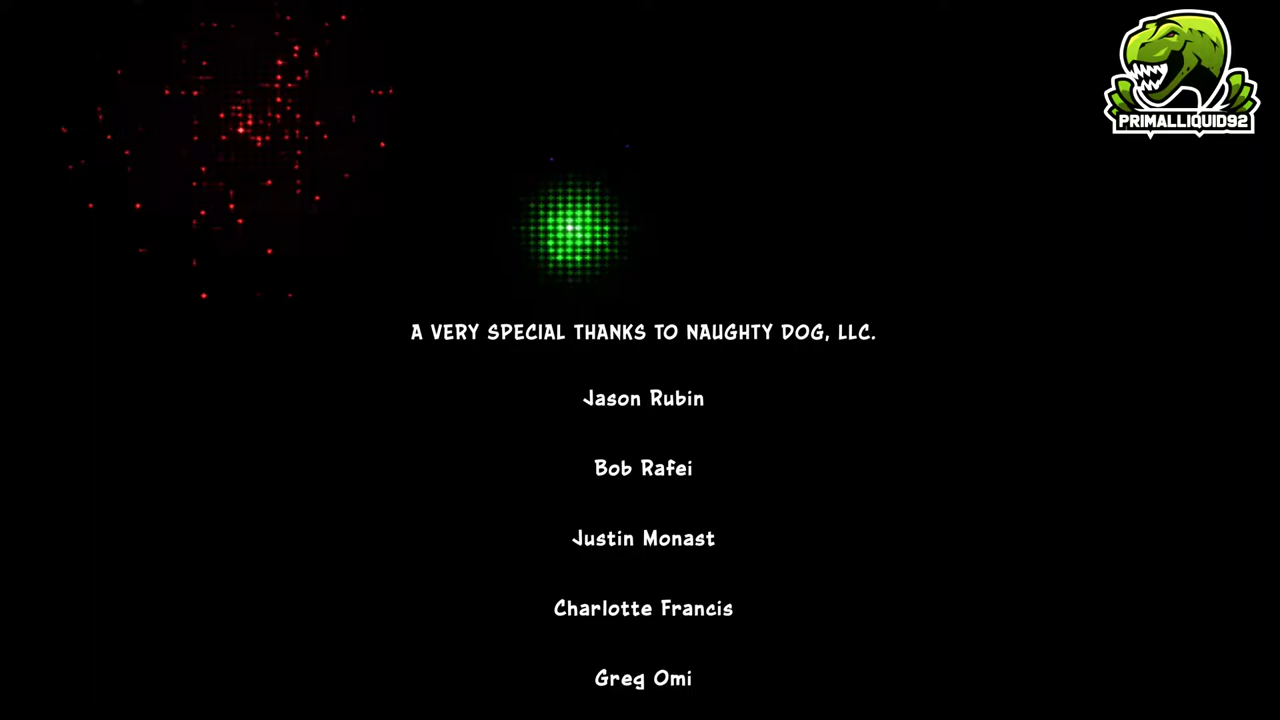 PRIMALLIQUID92
A VERY SPECIAL THANKS TO NAUGHTY DOG, LLC.
Jason Rubin
Bob Rafei
Justin Monast
Charlotte Francis
Greg Omi